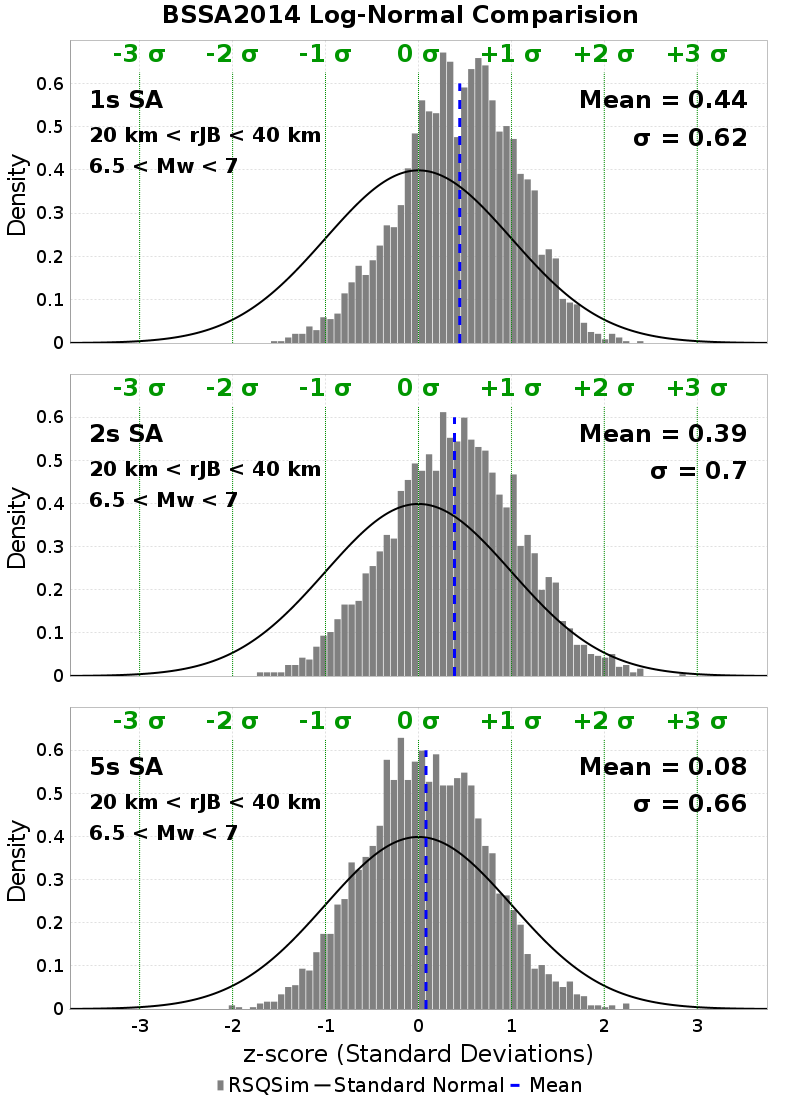 BSSA2014 Log-Normal Comparision
-3 σ -2 σ -1 σ 0 σ +1 σ +2 σ +3 σ
1s SA
20 km < rJB < 40 km
6.5 < Mw < 7
Mean = 0.44
σ = 0.62
Density
0.6
0.5
0.4
0.3
0.2
0.1
0
-3 σ -2 σ -1 σ 0 σ +1 σ +2 σ +3 σ
2s SA
20 km < rJB < 40 km
6.5 < Mw < 7
Mean = 0.39
σ = 0.7
Density
0.6
0.5
0.4
0.3
0.2
0.1
0
-3 σ -2 σ -1 σ 0 σ +1 σ +2 σ +3 σ
5s SA
20 km < rJB < 40 km
6.5 < Mw < 7
Mean = 0.08
σ = 0.66
Density
0.6
0.5
0.4
0.3
0.2
0.1
0
-3 -2 -1 0 1 2 3
z-score (Standard Deviations)
RSQSim Standard Normal Mean